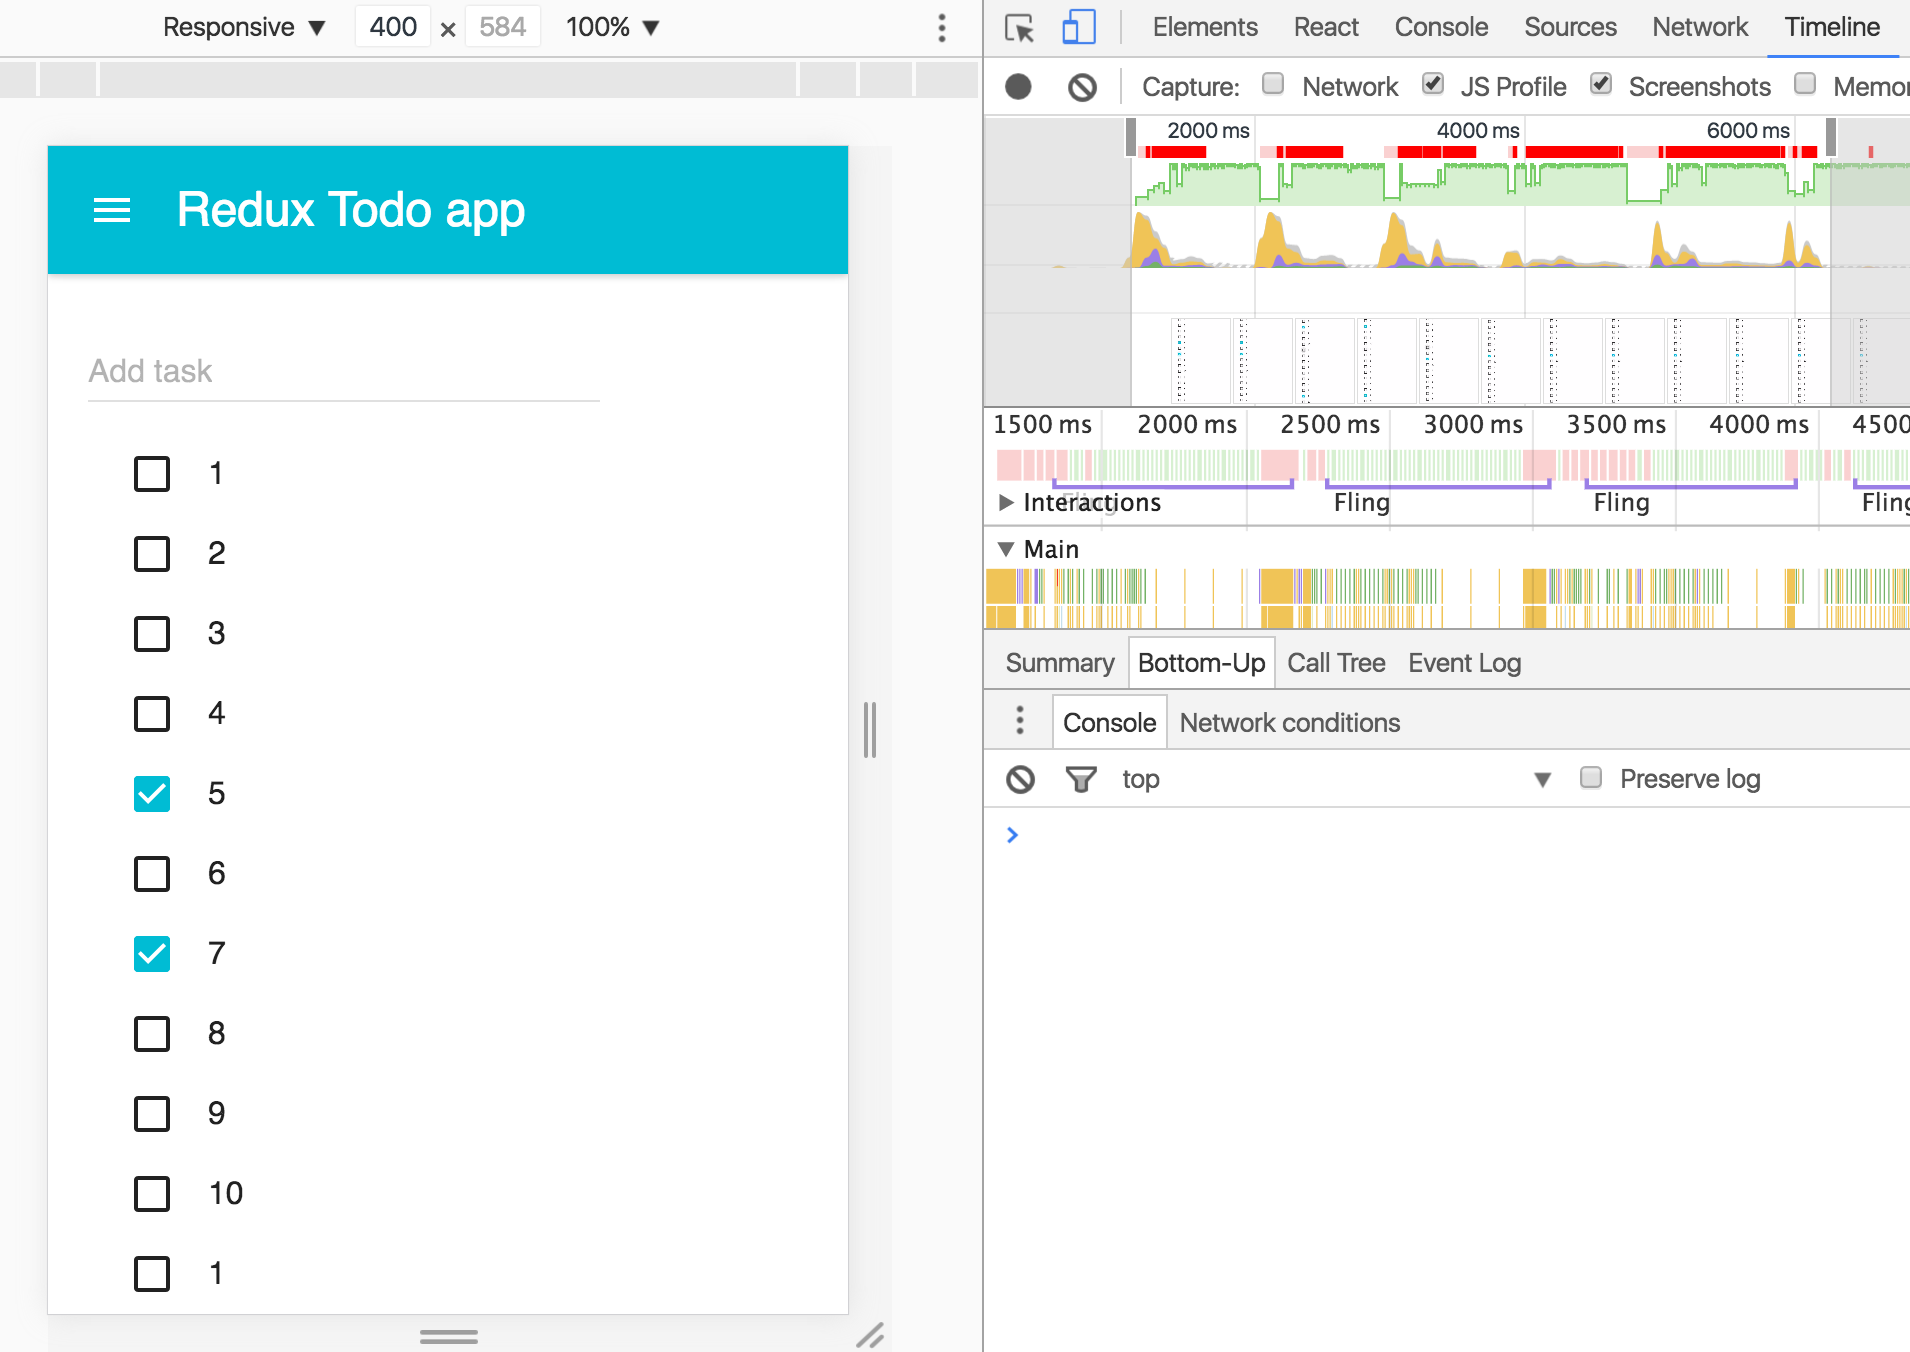 Responsive ▼ 400 × 584 100% ▼
Redux Todo app
Add task
1
2
3
4
5
6
7
8
9
10
1
Elements React Console Sources Network Timeline
Capture: Network JS Profile Screenshots Memor
2000 ms 4000 ms 6000 ms
1500 ms 2000 ms 2500 ms 3000 ms 3500 ms 4000 ms 4500
Interactions Fling Fling Fling Fling
Main
Summary Bottom-Up Call Tree Event Log
Console Network conditions
top ▼ Preserve log